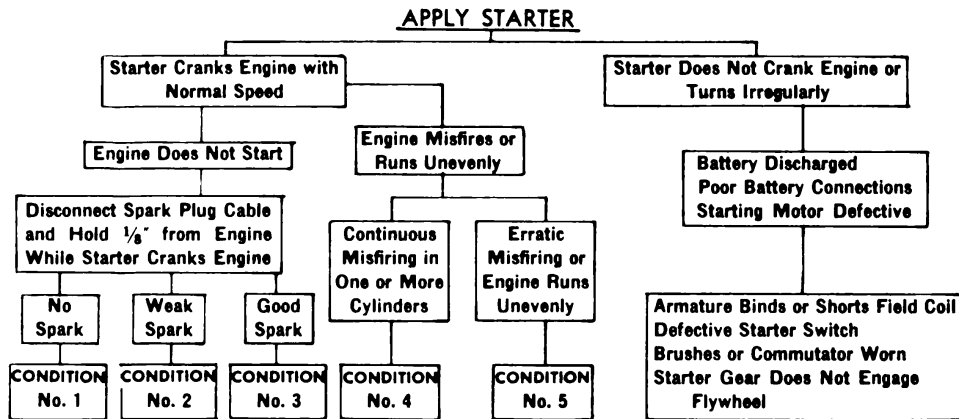 APPLY STARTER
Starter Cranks Engine with
Normal Speed
Starter Does Not Crank Engine or
Turns Irregularly
Engine Does Not Start
Engine Misfires or
Runs Unevenly
Battery Discharged
Poor Battery Connections
Starting Motor Defective
Disconnect Spark Plug Cable
and Hold ⅛" from Engine
While Starter Cranks Engine
Continuous
Misfiring in
One or More
Cylinders
Erratic
Misfiring or
Engine Runs
Unevenly
No
Spark
Weak
Spark
Good
Spark
Armature Binds or Shorts Field Coil
Defective Starter Switch
Brushes or Commutator Worn
Starter Gear Does Not Engage
Flywheel
CONDITION
No. 1
CONDITION
No. 2
CONDITION
No. 3
CONDITION
No. 4
CONDITION
No. 5